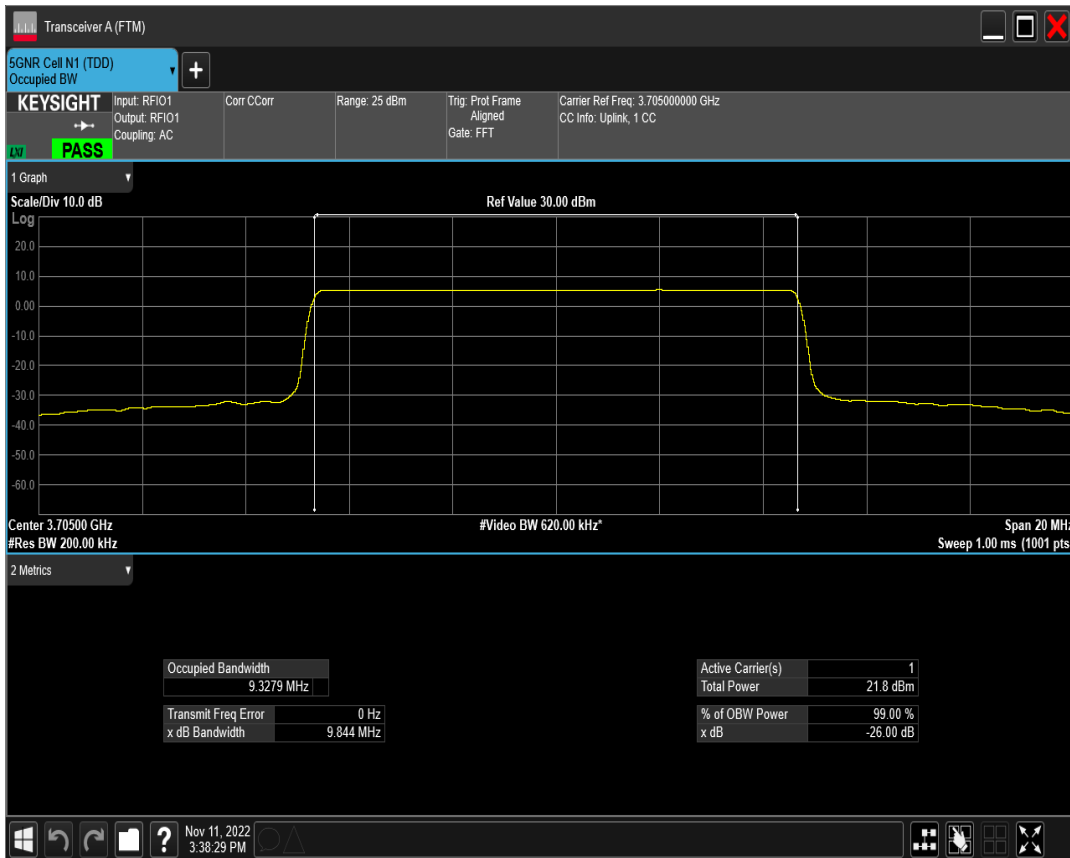 Transceiver A (FTM)
5GNR Cell N1 (TDD)
Occupied BW
+
KEYSIGHT
LXI
PASS
Input: RFIO1
Output: RFIO1
Coupling: AC
Corr CCorr
Range: 25 dBm
Trig: Prot Frame
Aligned
Gate: FFT
Carrier Ref Freq: 3.705000000 GHz
CC Info: Uplink, 1 CC
1 Graph
Scale/Div 10.0 dB
Ref Value 30.00 dBm
Log
20.0
10.0
0.00
-10.0
-20.0
-30.0
-40.0
-50.0
-60.0
Center 3.70500 GHz
#Video BW 620.00 kHz*
Span 20 MHz
#Res BW 200.00 kHz
Sweep 1.00 ms (1001 pts
2 Metrics
Occupied Bandwidth
9.3279 MHz
Transmit Freq Error 0 Hz
x dB Bandwidth 9.844 MHz
Active Carrier(s) 1
Total Power 21.8 dBm
% of OBW Power 99.00 %
x dB -26.00 dB
?
Nov 11, 2022
3:38:29 PM